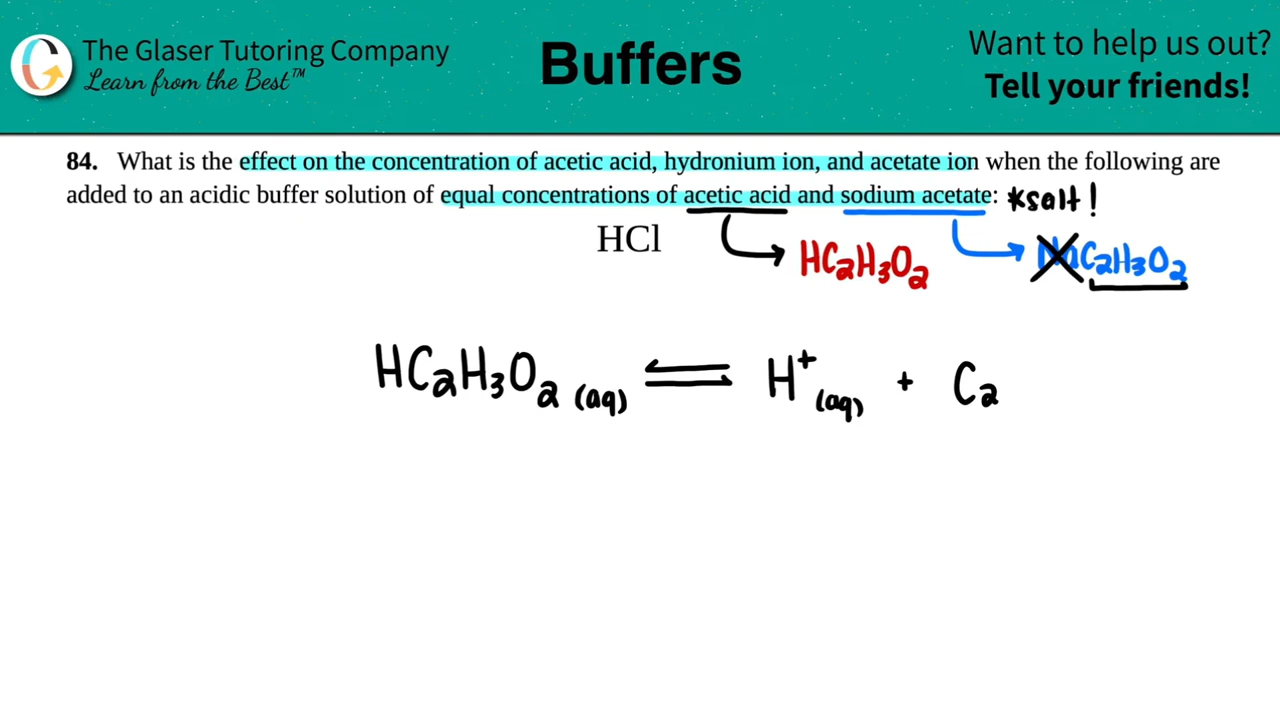 The Glaser Tutoring Company
Learn from the Best™
Buffers
Want to help us out?
Tell your friends!
84. What is the effect on the concentration of acetic acid, hydronium ion, and acetate ion when the following are
added to an acidic buffer solution of equal concentrations of acetic acid and sodium acetate: *salt!
HCl
HC₂H₃O₂
NaC₂H₃O₂
HC₂H₃O₂ (aq) ⇌ H⁺ (aq) + C₂